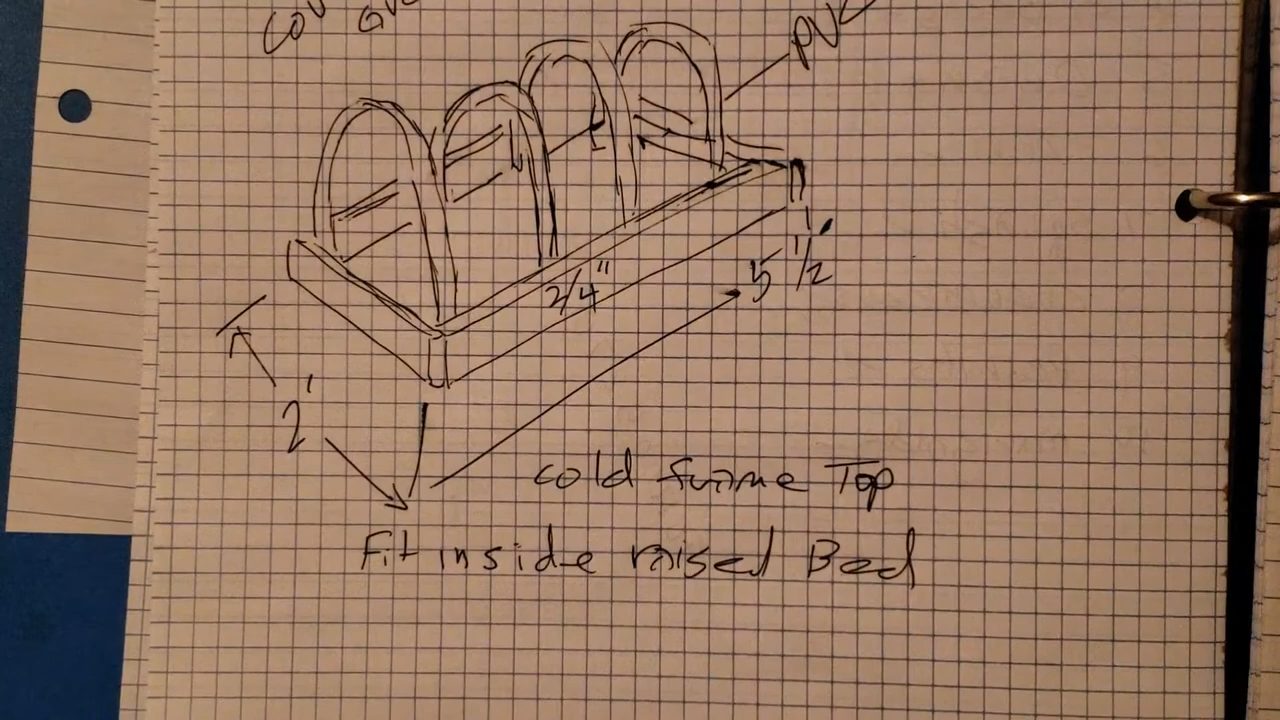 PVC
2/4"
5 1/2'
2'
cold frame Top
Fit inside raised Bed